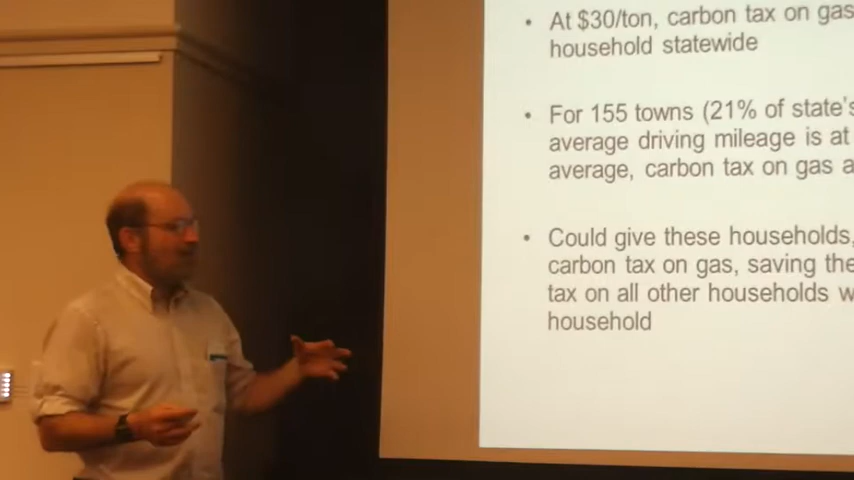 • At $30/ton, carbon tax on gas
household statewide
• For 155 towns (21% of state's
average driving mileage is at
average, carbon tax on gas a
• Could give these households,
carbon tax on gas, saving the
tax on all other households w
household